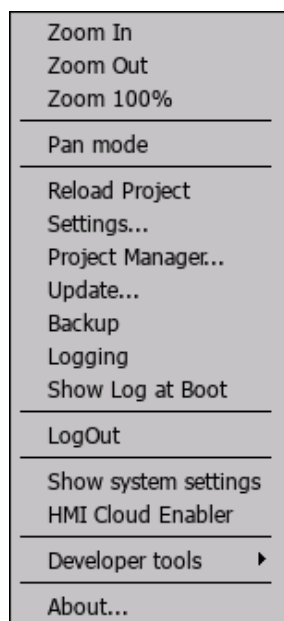 Zoom In
Zoom Out
Zoom 100%
Pan mode
Reload Project
Settings...
Project Manager...
Update...
Backup
Logging
Show Log at Boot
LogOut
Show system settings
HMI Cloud Enabler
Developer tools
About...